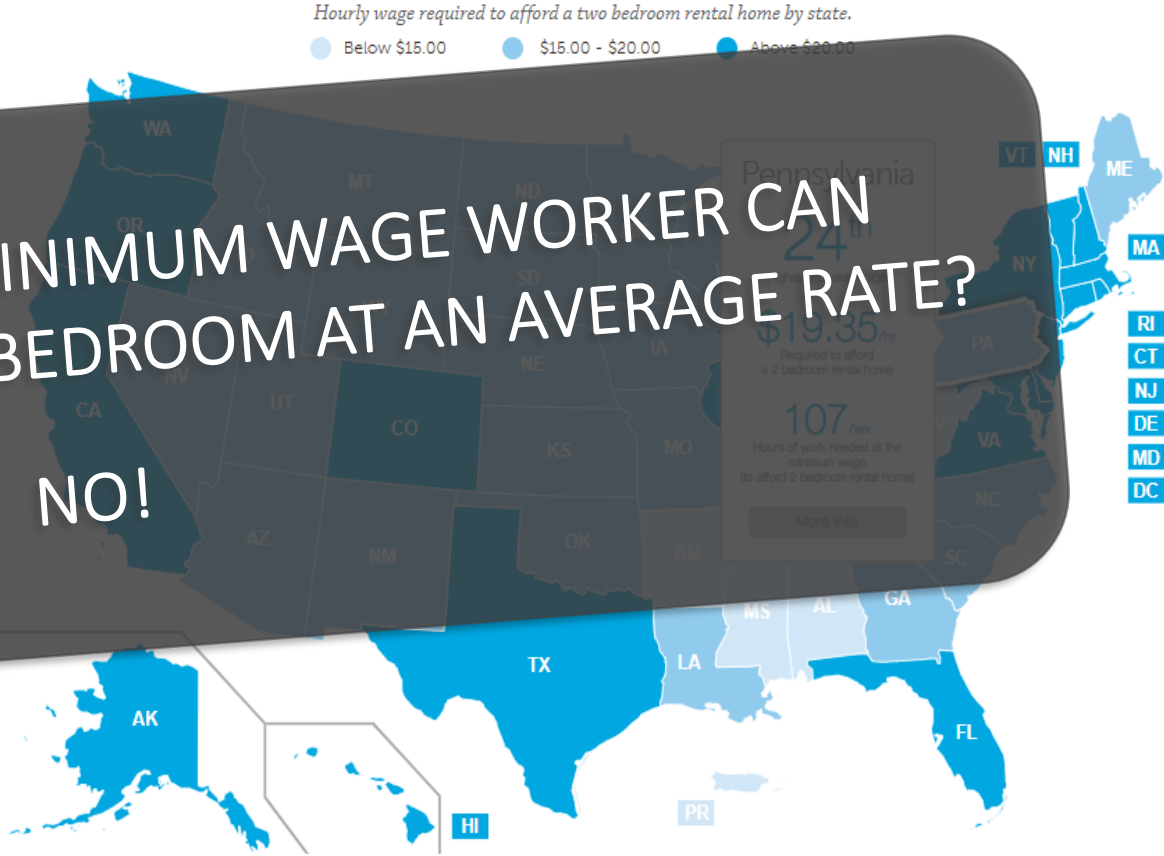 Hourly wage required to afford a two bedroom rental home by state.
Below $15.00 $15.00 - $20.00 Above $20.00
WA
MT
ND
OR
SD
INIMUM WAGE WORKER CAN
BEDROOM AT AN AVERAGE RATE?
NO!
Pennsylvania
24th
$19.35/hr
Required to afford
a 2 bedroom rental home
107/wk
Hours of work needed at the
minimum wage
(to afford 2 bedroom rental home)
More Info
VT NH
ME
MA
NY
RI
PA
CT
IA
NE
NV
NJ
UT
CA
DE
CO
VA
KS
MO
MD
DC
NC
AZ
OK
NM
AR
SC
GA
AL
MS
LA
TX
AK
FL
PR
HI